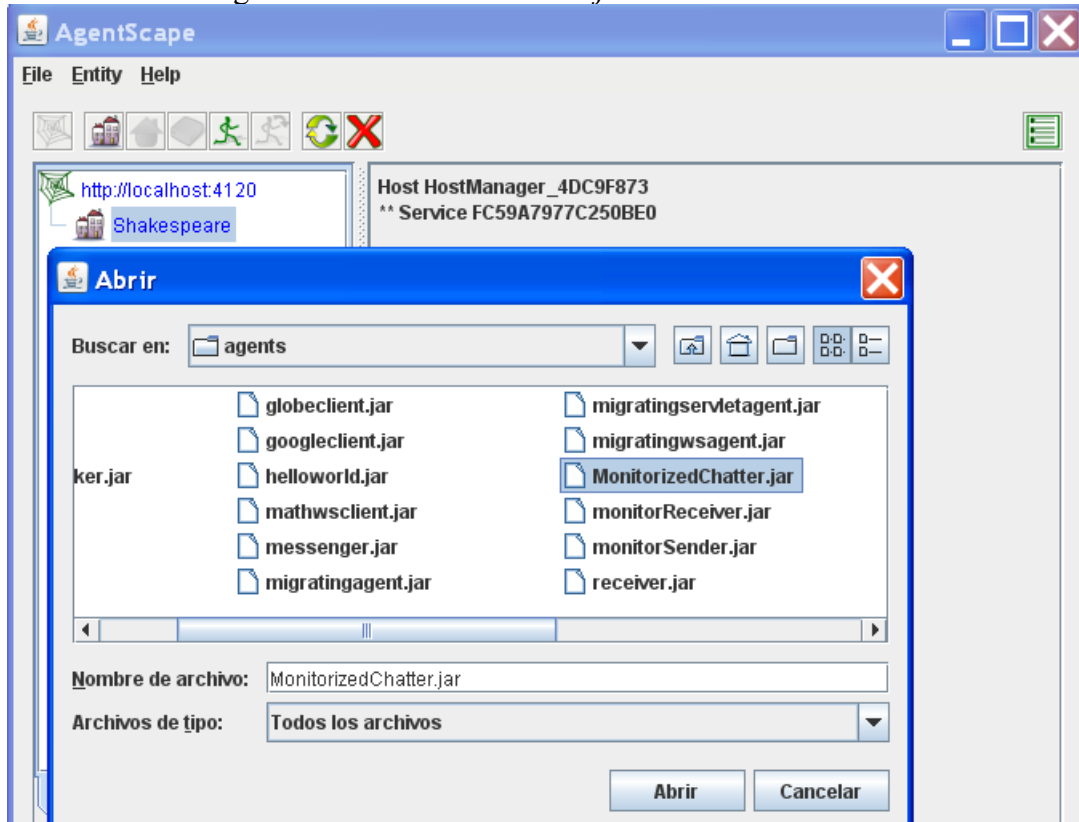 AgentScape
File Entity Help
http://localhost:4120
Shakespeare
Host HostManager_4DC9F873
** Service FC59A7977C250BE0
Abrir
Buscar en: agents
ker.jar
globeclient.jar
googleclient.jar
helloworld.jar
mathwsclient.jar
messenger.jar
migratingagent.jar
migratingservletagent.jar
migratingwsagent.jar
MonitorizedChatter.jar
monitorReceiver.jar
monitorSender.jar
receiver.jar
Nombre de archivo: MonitorizedChatter.jar
Archivos de tipo: Todos los archivos
Abrir Cancelar